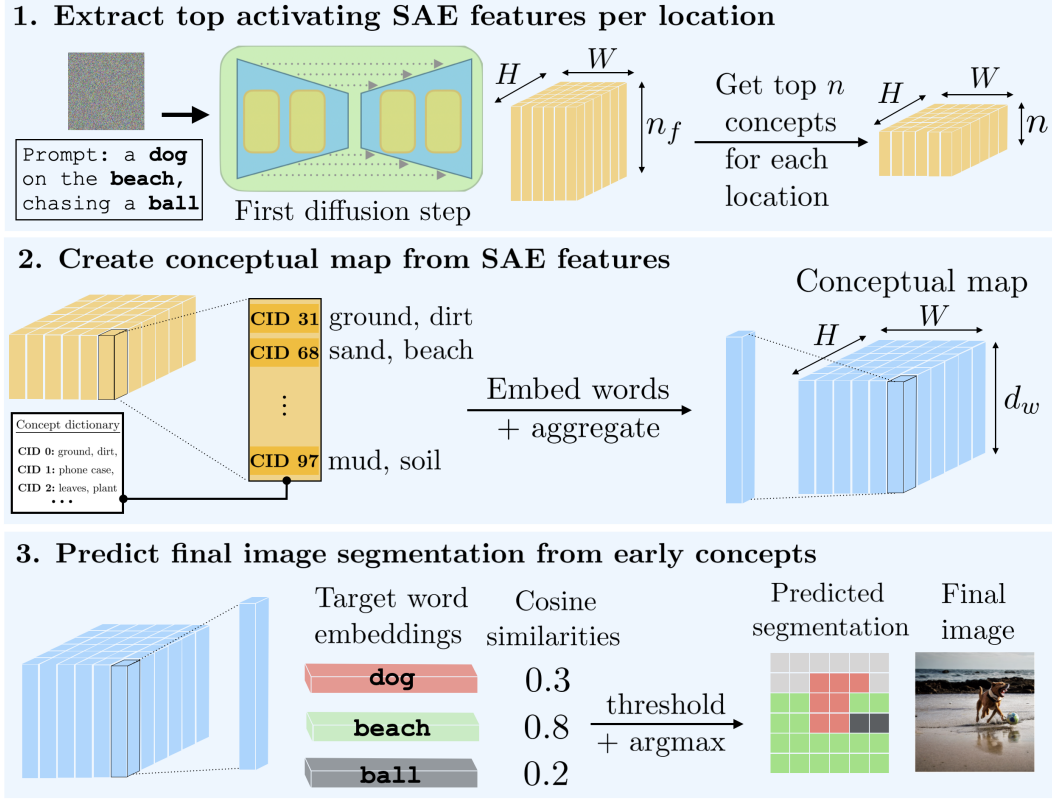 1. Extract top activating SAE features per location
Prompt: a dog
on the beach,
chasing a ball
First diffusion step
H
W
n_f
Get top n
concepts
for each
location
H
W
n
2. Create conceptual map from SAE features
CID 31 ground, dirt
CID 68 sand, beach
⋮
CID 97 mud, soil
Concept dictionary
CID 0: ground, dirt,
CID 1: phone case,
CID 2: leaves, plant
...
Embed words
+ aggregate
Conceptual map
H
W
d_w
3. Predict final image segmentation from early concepts
Target word
embeddings
Cosine
similarities
dog 0.3
beach 0.8
ball 0.2
threshold
+ argmax
Predicted
segmentation
Final
image